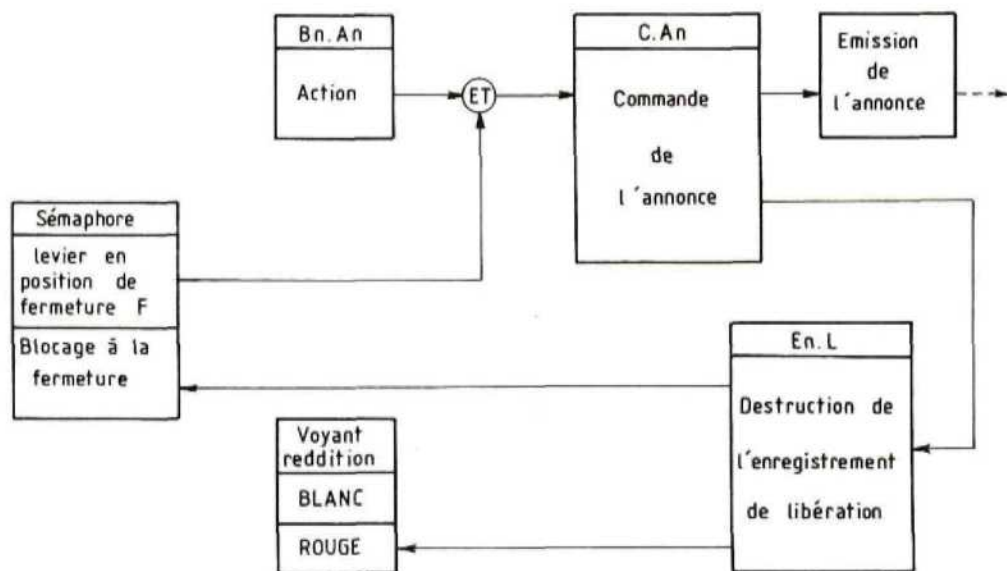 Bn.An
Action
ET
C.An
Commande
de
l´annonce
Emission
de
l´annonce
Sémaphore
levier en
position de
fermeture F
Blocage à la
fermeture
En.L
Destruction de
l´enregistrement
de libération
Voyant
reddition
BLANC
ROUGE